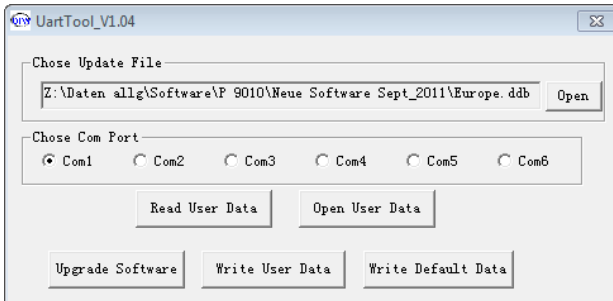 UartTool_V1.04
Chose Update File
Z:\Daten allg\Software\P 9010\Neue Software Sept_2011\Europe.ddb
Open
Chose Com Port
Com1 Com2 Com3 Com4 Com5 Com6
Read User Data Open User Data
Upgrade Software Write User Data Write Default Data